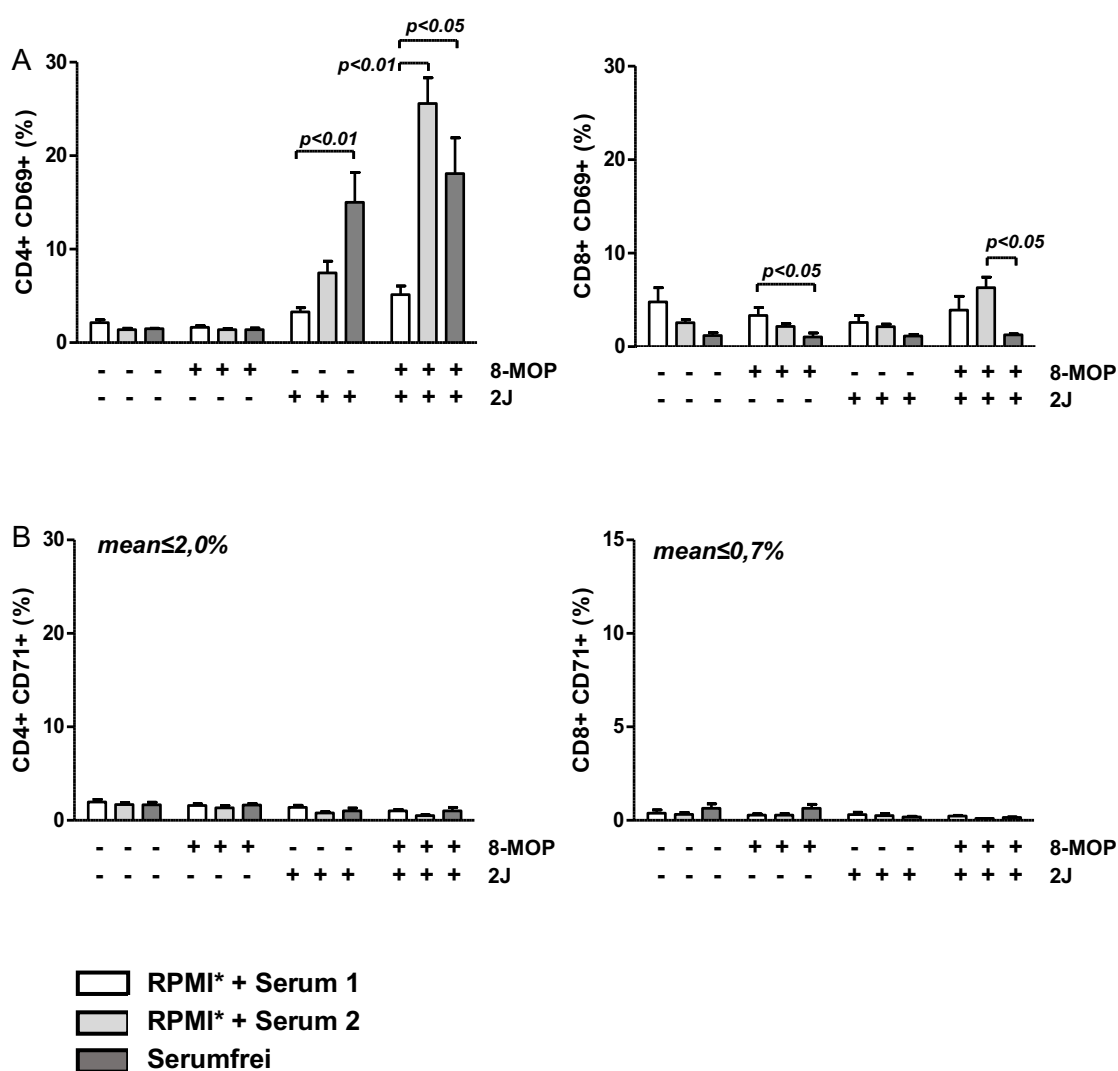 A
CD4+ CD69+ (%)
30
20
10
0
p<0.01
p<0.01
p<0.05
- - - + + + - - - + + + 8-MOP
- - - - - - + + + + + + 2J
CD8+ CD69+ (%)
30
20
10
0
p<0.05
p<0.05
- - - + + + - - - + + + 8-MOP
- - - - - - + + + + + + 2J
B
mean≤2,0%
CD4+ CD71+ (%)
30
20
10
0
- - - + + + - - - + + + 8-MOP
- - - - - - + + + + + + 2J
mean≤0,7%
CD8+ CD71+ (%)
15
10
5
0
- - - + + + - - - + + + 8-MOP
- - - - - - + + + + + + 2J
RPMI* + Serum 1
RPMI* + Serum 2
Serumfrei